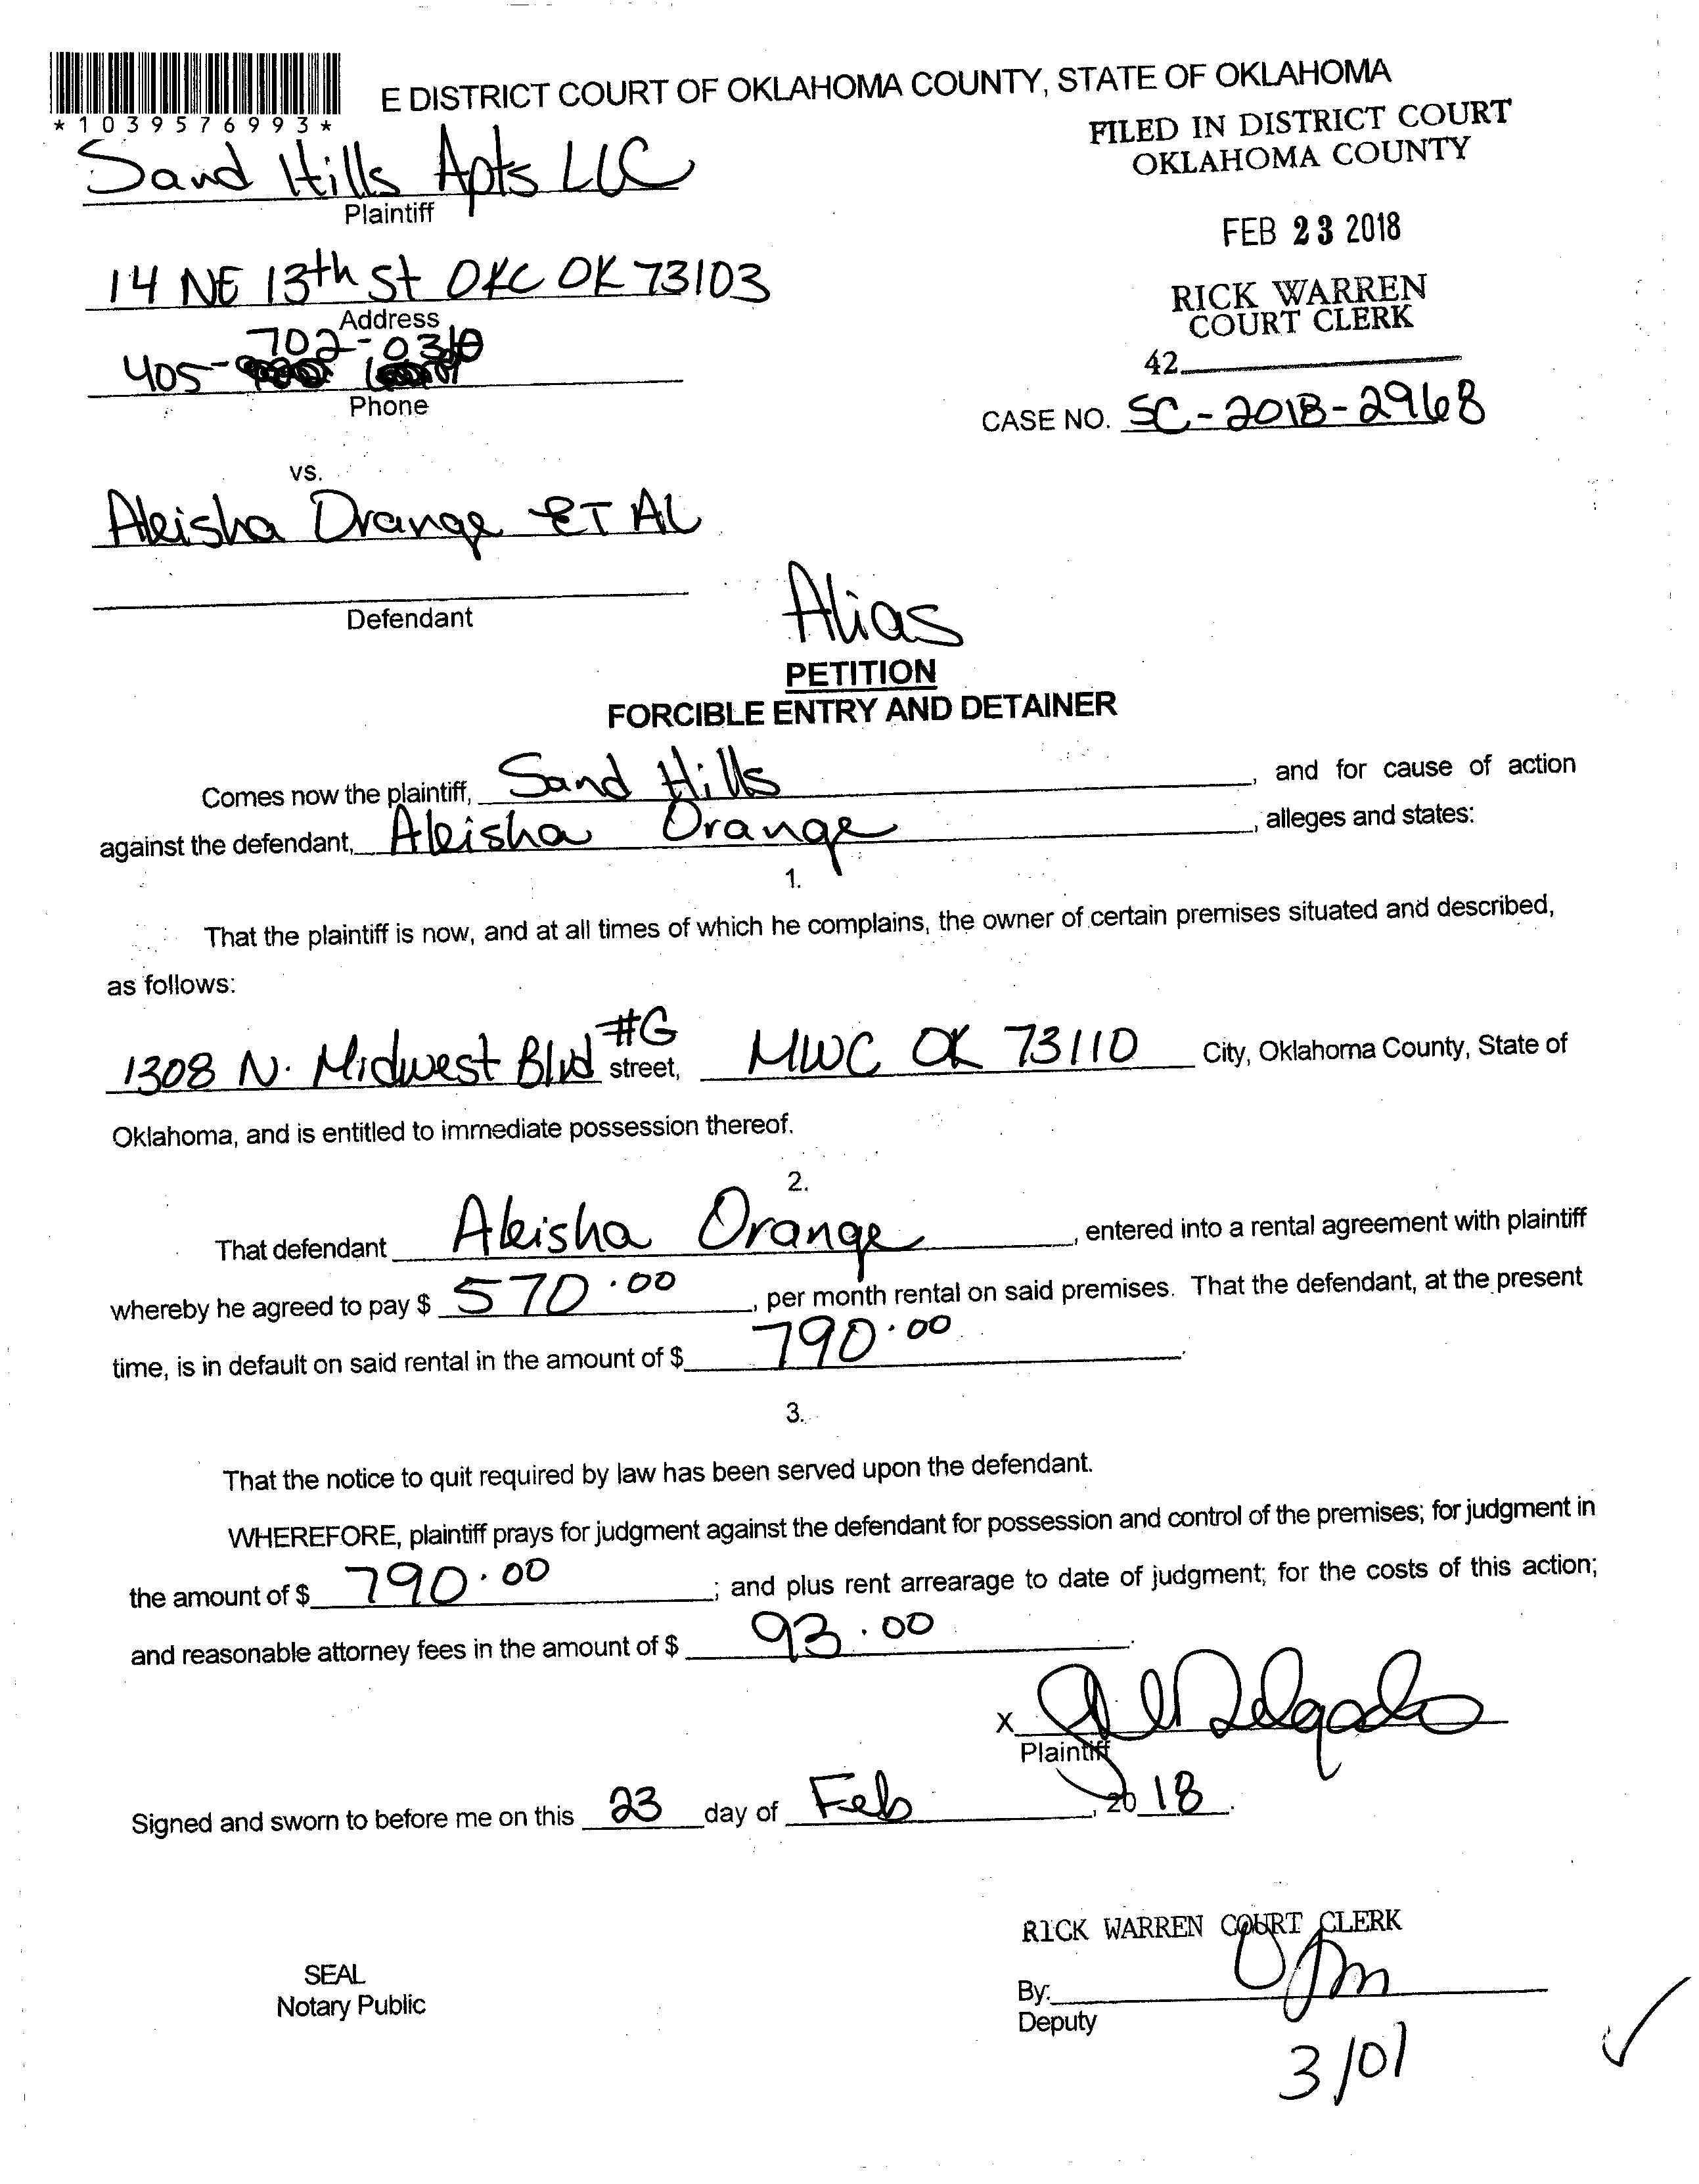 *1039576993*
E DISTRICT COURT OF OKLAHOMA COUNTY, STATE OF OKLAHOMA
FILED IN DISTRICT COURT
OKLAHOMA COUNTY
Sand Hills Apts LLC
Plaintiff
FEB 23 2018
14 NE 13th St OKC OK 73103
Address
RICK WARREN
COURT CLERK
42
702-0310
405-
Phone
CASE NO. SC-2018-2968
vs.
Aleisha Orange ET AL
Defendant
Alias
PETITION
FORCIBLE ENTRY AND DETAINER
Comes now the plaintiff, Sand Hills, and for cause of action
against the defendant, Aleisha Orange, alleges and states:
1.
That the plaintiff is now, and at all times of which he complains, the owner of certain premises situated and described,
as follows:
1308 N. Midwest Blvd #G street, MWC OK 73110 City, Oklahoma County, State of
Oklahoma, and is entitled to immediate possession thereof.
2.
That defendant Aleisha Orange, entered into a rental agreement with plaintiff
whereby he agreed to pay $ 570.00, per month rental on said premises. That the defendant, at the present
time, is in default on said rental in the amount of $ 790.00.
3.
That the notice to quit required by law has been served upon the defendant.
WHEREFORE, plaintiff prays for judgment against the defendant for possession and control of the premises; for judgment in
the amount of $ 790.00; and plus rent arrearage to date of judgment; for the costs of this action;
and reasonable attorney fees in the amount of $ 93.00.
X Delgado
Plaintiff
Signed and sworn to before me on this 23 day of Feb, 2018.
RICK WARREN COURT CLERK
SEAL
Notary Public
By:
Deputy
3/01